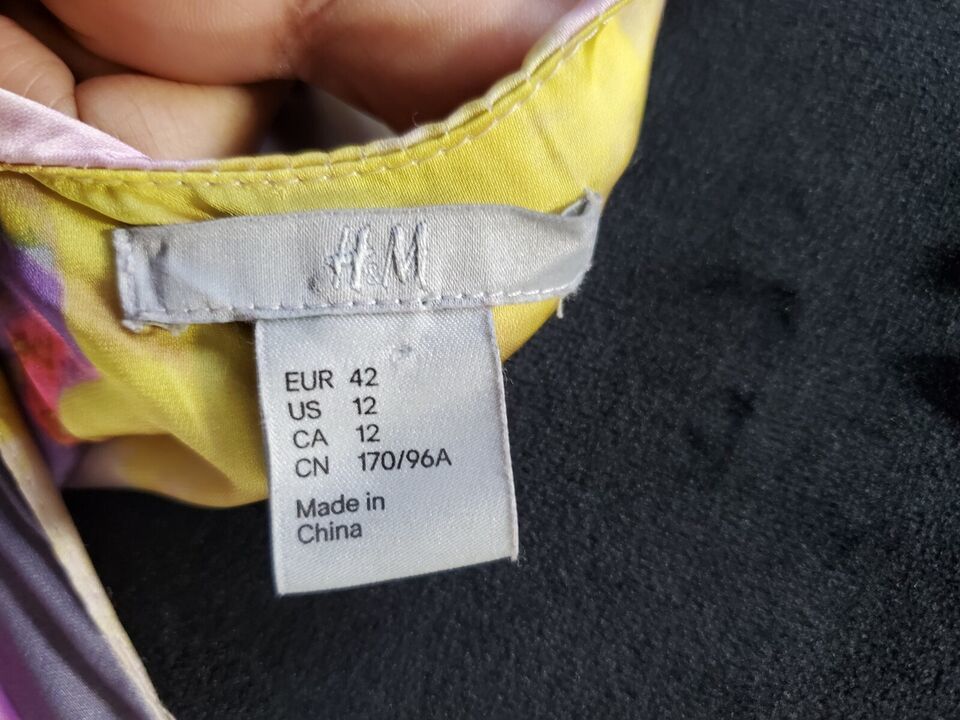 H&M
EUR 42
US 12
CA 12
CN 170/96A
Made in
China